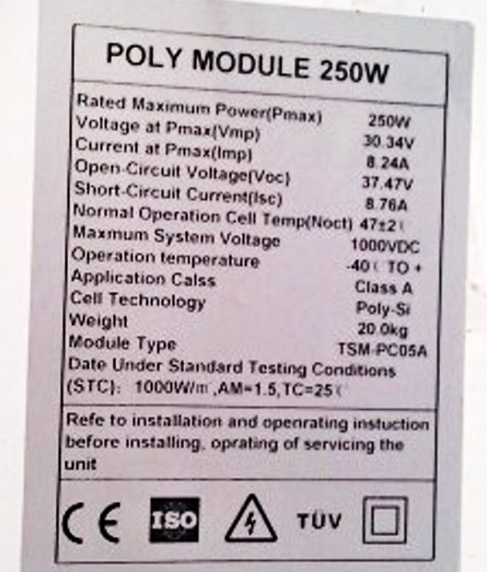 POLY MODULE 250W
Rated Maximum Power(Pmax) 250W
Voltage at Pmax(Vmp) 30.34V
Current at Pmax(Imp) 8.24A
Open-Circuit Voltage(Voc) 37.47V
Short-Circuit Current(Isc) 8.76A
Normal Operation Cell Temp(Noct) 47±2
Maxmum System Voltage 1000VDC
Operation temperature -40 TO +
Application Calss Class A
Cell Technology Poly-Si
Weight 20.0kg
Module Type TSM-PC05A
Date Under Standard Testing Conditions
(STC): 1000W/m ,AM=1.5,TC=25
Refe to installation and openrating instuction
before installing, oprating of servicing the
unit
CE ISO TÜV